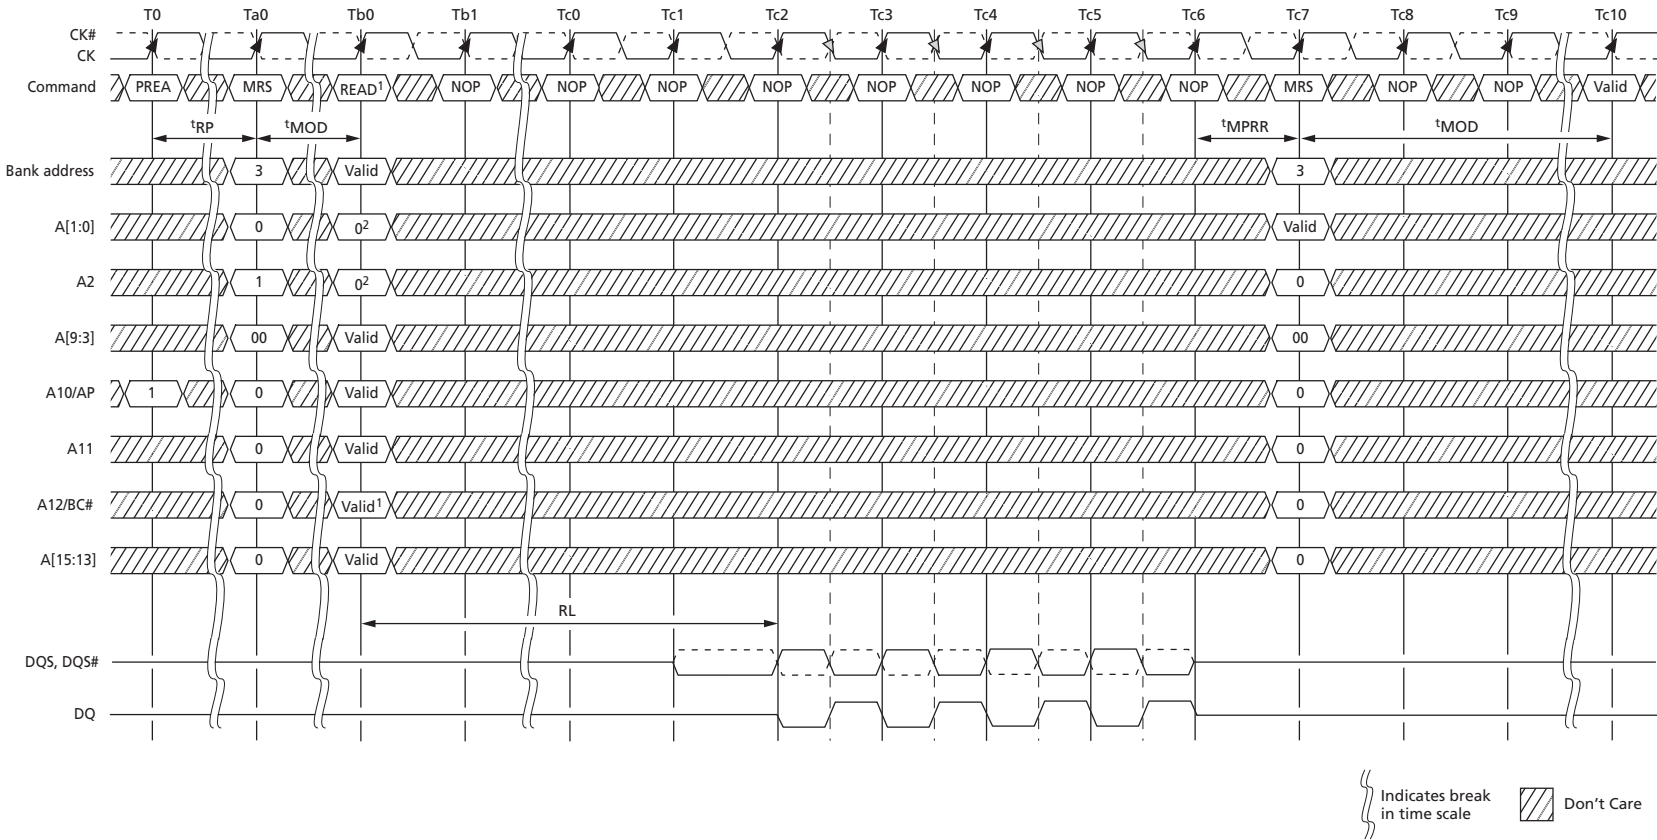 T0 Ta0 Tb0 Tb1 Tc0 Tc1 Tc2 Tc3 Tc4 Tc5 Tc6 Tc7 Tc8 Tc9 Tc10
CK#
CK
Command PREA MRS READ1 NOP NOP NOP NOP NOP NOP NOP NOP MRS NOP NOP Valid
tRP tMOD tMPRR tMOD
Bank address 3 Valid 3
A[1:0] 0 02 Valid
A2 1 02 0
A[9:3] 00 Valid 00
A10/AP 1 0 Valid 0
A11 0 Valid 0
A12/BC# 0 Valid1 0
A[15:13] 0 Valid 0
RL
DQS, DQS#
DQ
Indicates break
in time scale
Don't Care